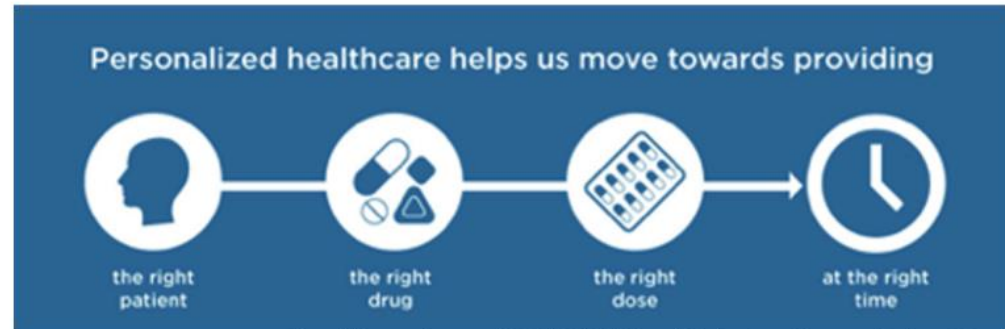 Personalized healthcare helps us move towards providing
the right
patient
the right
drug
the right
dose
at the right
time